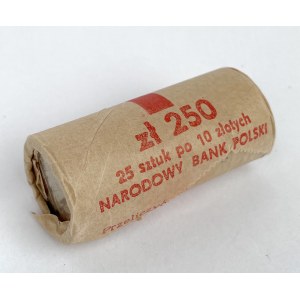 zł 250
25 sztuk po 10 złotych
NARODOWY BANK POLSKI